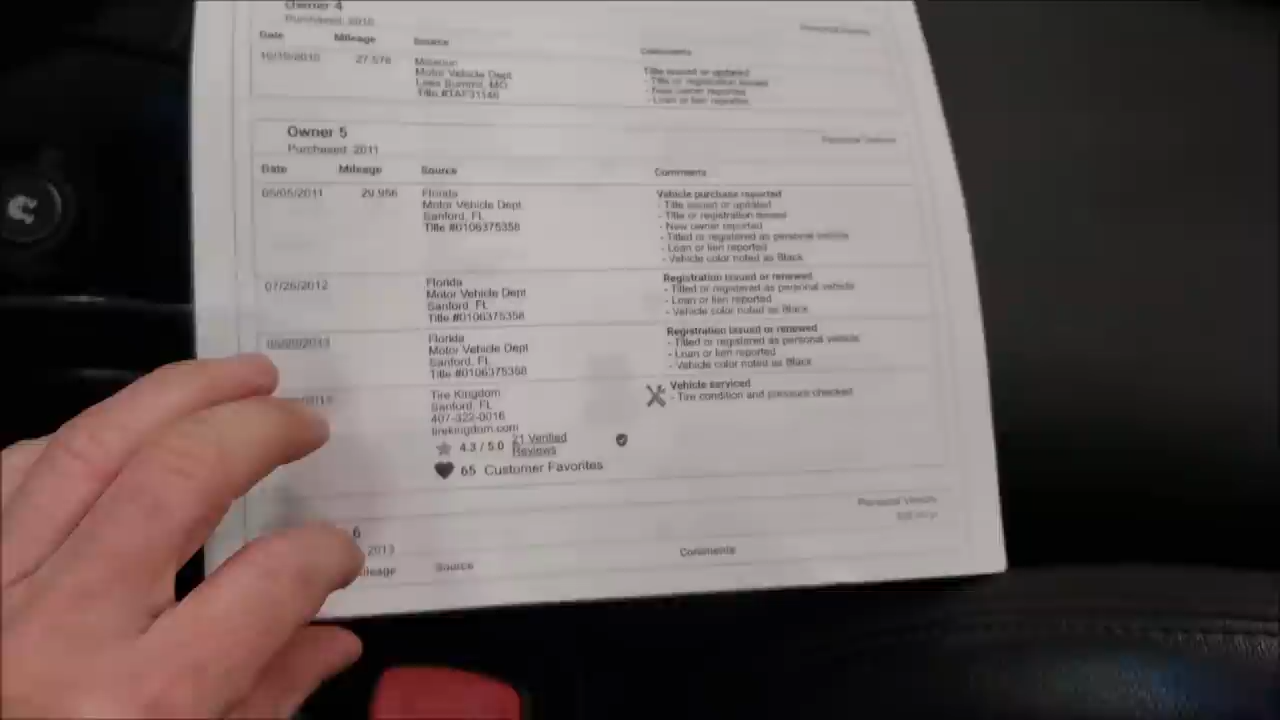 Owner 4
Purchased: 2010
Personal Vehicle
Date Mileage Source Comments
27,576 Missouri Title issued or updated
Motor Vehicle Dept. - Title or registration issued
Lees Summit, MO - New owner reported
- Loan or lien reported
Owner 5
Purchased: 2011
Personal Vehicle
Date Mileage Source Comments
05/05/2011 29,956 Florida Vehicle purchase reported
Motor Vehicle Dept. - Title issued or updated
Sanford, FL - Title or registration issued
Title #0106375358 - New owner reported
- Titled or registered as personal vehicle
- Loan or lien reported
- Vehicle color noted as Black
07/26/2012 Florida Registration issued or renewed
Motor Vehicle Dept. - Titled or registered as personal vehicle
Sanford, FL - Loan or lien reported
Title #0106375358 - Vehicle color noted as Black
Florida Registration issued or renewed
Motor Vehicle Dept. - Titled or registered as personal vehicle
Sanford, FL - Loan or lien reported
Title #0106375358 - Vehicle color noted as Black
Tire Kingdom Vehicle serviced
Sanford, FL - Tire condition and pressure checked
407-322-0016
tirekingdom.com
4.3 / 5.0 21 Verified Reviews
65 Customer Favorites
6
Personal Vehicle
2013
Mileage Source Comments